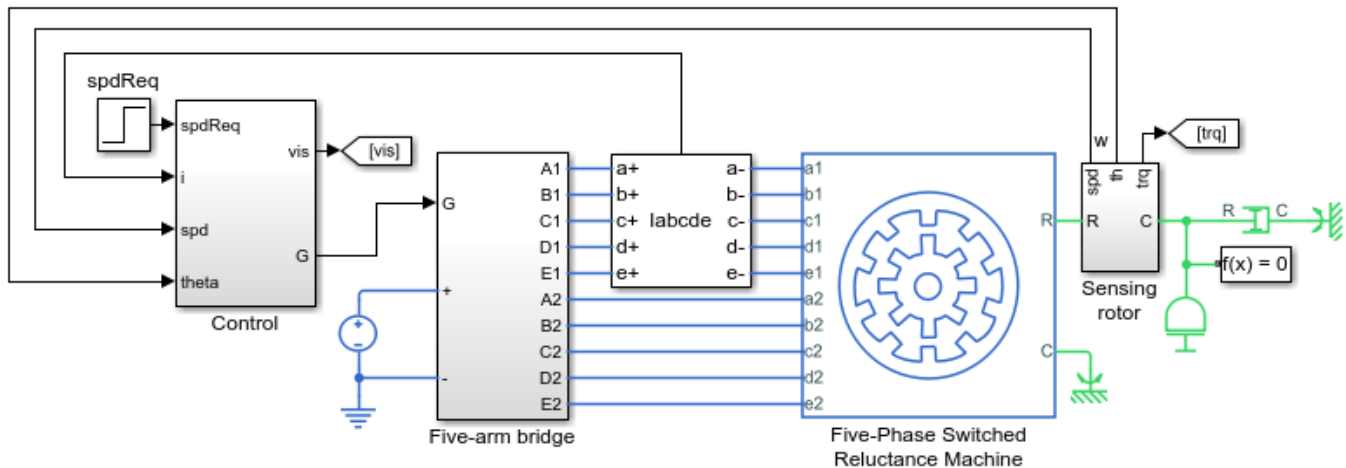 spdReq
spdReq
i
spd
theta
vis
G
Control
[vis]
G
+
-
A1
B1
C1
D1
E1
A2
B2
C2
D2
E2
Five-arm bridge
a+
b+
c+
d+
e+
Iabcde
a-
b-
c-
d-
e-
a1
b1
c1
d1
e1
a2
b2
c2
d2
e2
R
C
Five-Phase Switched
Reluctance Machine
w
spd
th
trq
R
C
Sensing
rotor
[trq]
R
C
f(x) = 0